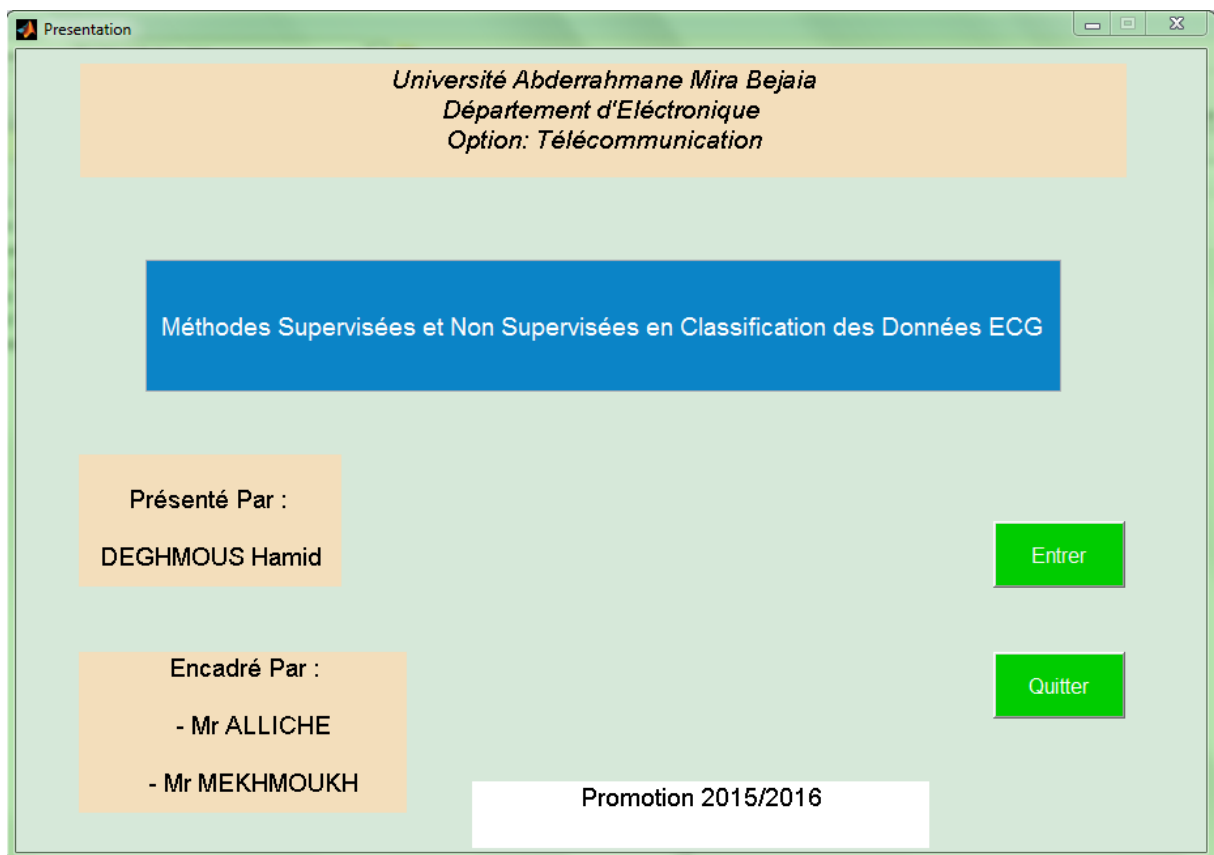 Presentation
Université Abderrahmane Mira Bejaia
Département d'Eléctronique
Option: Télécommunication
Méthodes Supervisées et Non Supervisées en Classification des Données ECG
Présenté Par :
DEGHMOUS Hamid
Entrer
Encadré Par :
- Mr ALLICHE
- Mr MEKHMOUKH
Quitter
Promotion 2015/2016